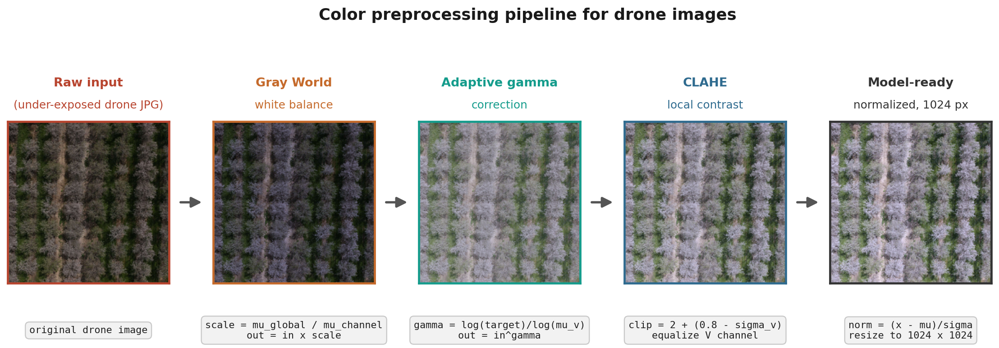 Color preprocessing pipeline for drone images
Raw input
(under-exposed drone JPG)
original drone image
Gray World
white balance
scale = mu_global / mu_channel
out = in x scale
Adaptive gamma
correction
gamma = log(target)/log(mu_v)
out = in^gamma
CLAHE
local contrast
clip = 2 + (0.8 - sigma_v)
equalize V channel
Model-ready
normalized, 1024 px
norm = (x - mu)/sigma
resize to 1024 x 1024